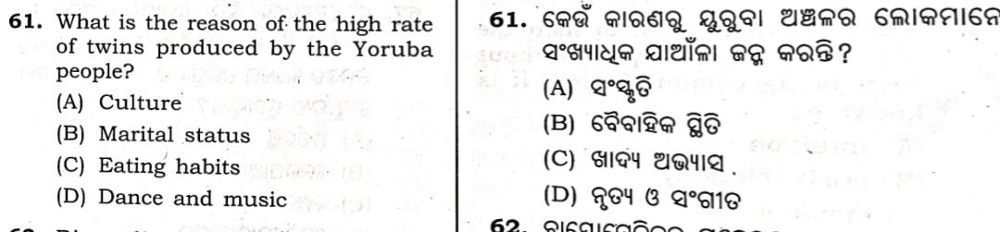 61. What is the reason of the high rate
of twins produced by the Yoruba
people?
(A) Culture
(B) Marital status
(C) Eating habits
(D) Dance and music
61. କେଉଁ କାରଣରୁ ୟୁରୁବା ଅଞ୍ଚଳର ଲୋକମାନେ
ସଂଖ୍ୟାଧିକ ଯାଆଁଳା ଜନ୍ମ କରନ୍ତି?
(A) ସଂସ୍କୃତି
(B) ବୈବାହିକ ସ୍ଥିତି
(C) ଖାଦ୍ୟ ଅଭ୍ୟାସ
(D) ନୃତ୍ୟ ଓ ସଂଗୀତ
62.